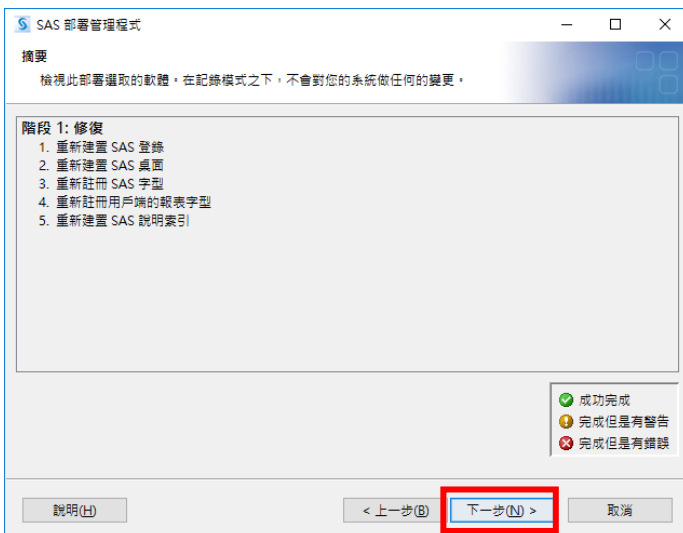 SAS 部署管理程式
摘要
檢視此部署選取的軟體。在記錄模式之下，不會對您的系統做任何的變更。
階段 1: 修復
1. 重新建置 SAS 登錄
2. 重新建置 SAS 桌面
3. 重新註冊 SAS 字型
4. 重新註冊用戶端的報表字型
5. 重新建置 SAS 說明索引
成功完成
完成但是有警告
完成但是有錯誤
說明(H) < 上一步(B) 下一步(N) > 取消